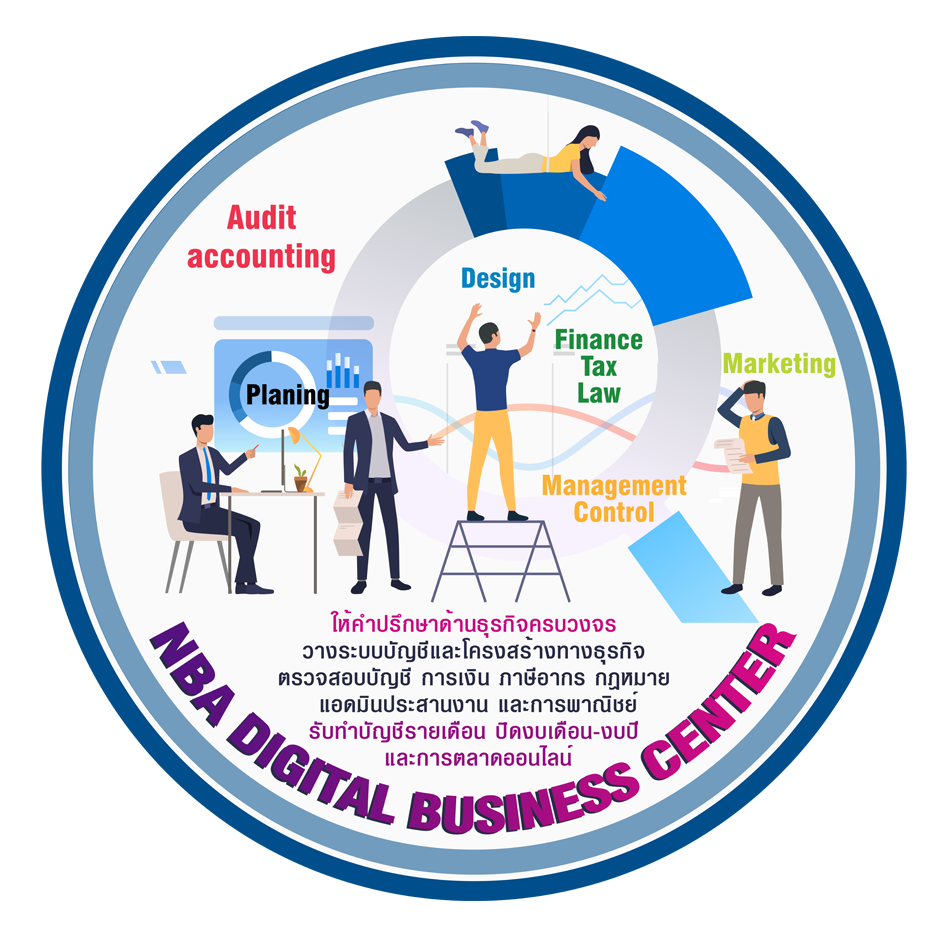 Audit
accounting
Design
Finance
Tax
Law
Marketing
Planing
Management
Control
ให้คำปรึกษาด้านธุรกิจครบวงจร
วางระบบบัญชีและโครงสร้างทางธุรกิจ
ตรวจสอบบัญชี การเงิน ภาษีอากร กฎหมาย
แอดมินประสานงาน และการพาณิชย์
รับทำบัญชีรายเดือน ปิดงบเดือน-งบปี
และการตลาดออนไลน์
NBA DIGITAL BUSINESS CENTER